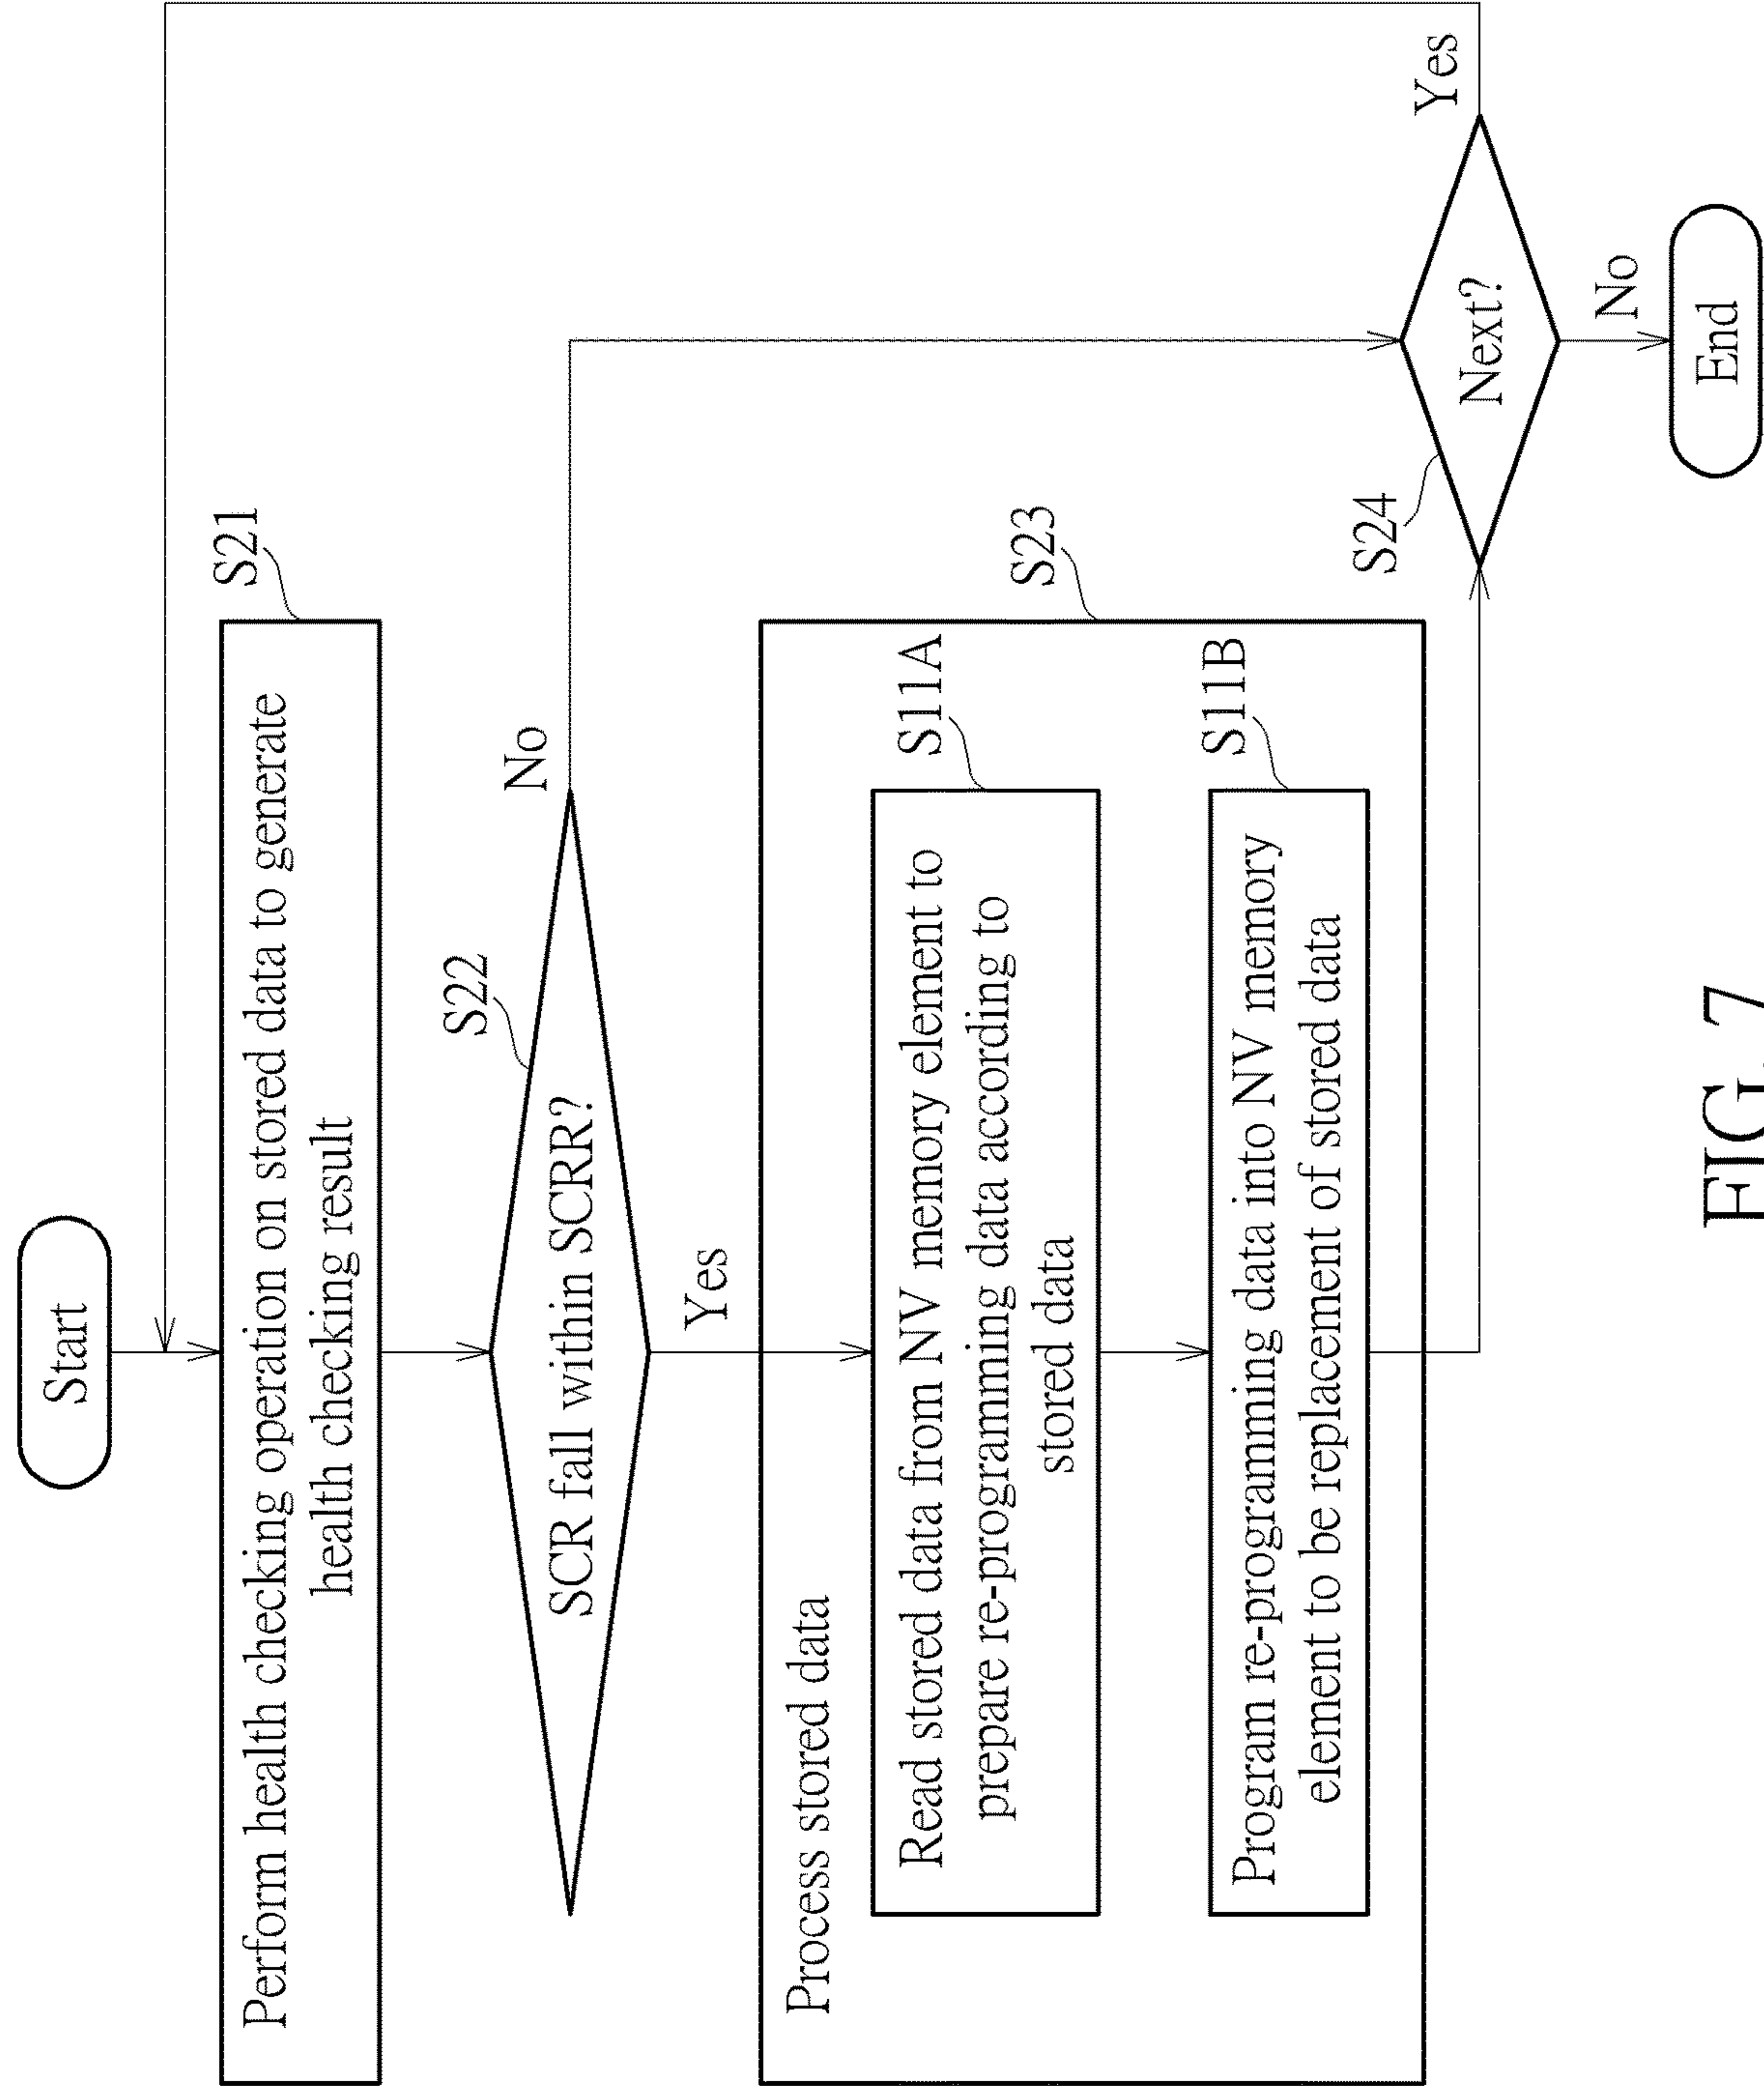 Start
S21
Perform health checking operation on stored data to generate
health checking result
S22
SCR fall within SCRR?
No
Yes
S23
Process stored data
S11A
Read stored data from NV memory element to
prepare re-programming data according to
stored data
S11B
Program re-programming data into NV memory
element to be replacement of stored data
S24
Next?
Yes
No
End
FIG. 7